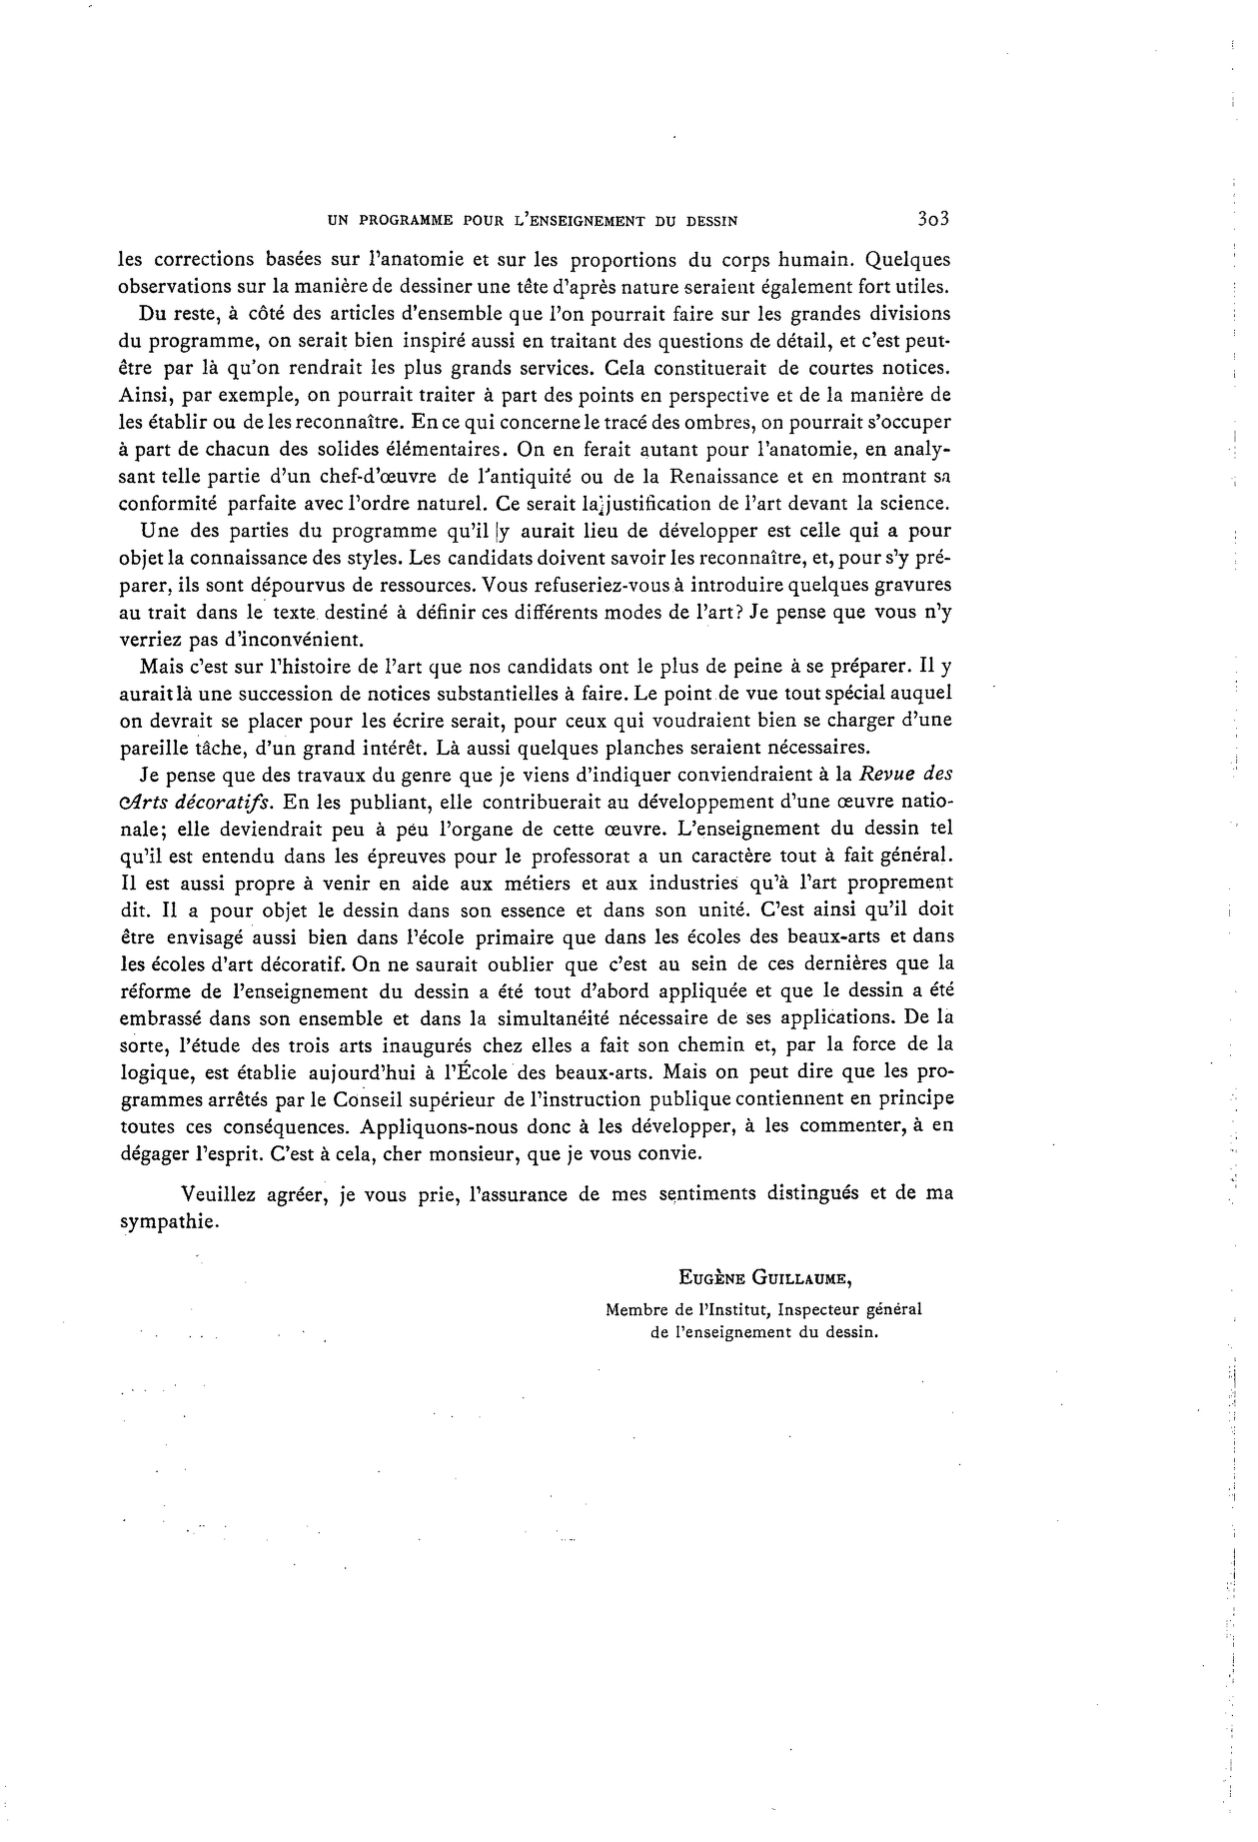 UN PROGRAMME POUR L'ENSEIGNEMENT DU DESSIN 303
les corrections basées sur l'anatomie et sur les proportions du corps humain. Quelques
observations sur la manière de dessiner une tête d'après nature seraient également fort utiles.
Du reste, à côté des articles d'ensemble que l'on pourrait faire sur les grandes divisions
du programme, on serait bien inspiré aussi en traitant des questions de détail, et c'est peut-
être par là qu'on rendrait les plus grands services. Cela constituerait de courtes notices.
Ainsi, par exemple, on pourrait traiter à part des points en perspective et de la manière de
les établir ou de les reconnaître. En ce qui concerne le tracé des ombres, on pourrait s'occuper
à part de chacun des solides élémentaires. On en ferait autant pour l'anatomie, en analy-
sant telle partie d'un chef-d'œuvre de l'antiquité ou de la Renaissance et en montrant sa
conformité parfaite avec l'ordre naturel. Ce serait la justification de l'art devant la science.
Une des parties du programme qu'il y aurait lieu de développer est celle qui a pour
objet la connaissance des styles. Les candidats doivent savoir les reconnaître, et, pour s'y pré-
parer, ils sont dépourvus de ressources. Vous refuseriez-vous à introduire quelques gravures
au trait dans le texte destiné à définir ces différents modes de l'art? Je pense que vous n'y
verriez pas d'inconvénient.
Mais c'est sur l'histoire de l'art que nos candidats ont le plus de peine à se préparer. Il y
aurait là une succession de notices substantielles à faire. Le point de vue tout spécial auquel
on devrait se placer pour les écrire serait, pour ceux qui voudraient bien se charger d'une
pareille tâche, d'un grand intérêt. Là aussi quelques planches seraient nécessaires.
Je pense que des travaux du genre que je viens d'indiquer conviendraient à la Revue des
Arts décoratifs. En les publiant, elle contribuerait au développement d'une œuvre natio-
nale; elle deviendrait peu à peu l'organe de cette œuvre. L'enseignement du dessin tel
qu'il est entendu dans les épreuves pour le professorat a un caractère tout à fait général.
Il est aussi propre à venir en aide aux métiers et aux industries qu'à l'art proprement
dit. Il a pour objet le dessin dans son essence et dans son unité. C'est ainsi qu'il doit
être envisagé aussi bien dans l'école primaire que dans les écoles des beaux-arts et dans
les écoles d'art décoratif. On ne saurait oublier que c'est au sein de ces dernières que la
réforme de l'enseignement du dessin a été tout d'abord appliquée et que le dessin a été
embrassé dans son ensemble et dans la simultanéité nécessaire de ses applications. De la
sorte, l'étude des trois arts inaugurés chez elles a fait son chemin et, par la force de la
logique, est établie aujourd'hui à l'École des beaux-arts. Mais on peut dire que les pro-
grammes arrêtés par le Conseil supérieur de l'instruction publique contiennent en principe
toutes ces conséquences. Appliquons-nous donc à les développer, à les commenter, à en
dégager l'esprit. C'est à cela, cher monsieur, que je vous convie.
Veuillez agréer, je vous prie, l'assurance de mes sentiments distingués et de ma
sympathie.
EUGÈNE GUILLAUME,
Membre de l'Institut, Inspecteur général
de l'enseignement du dessin.